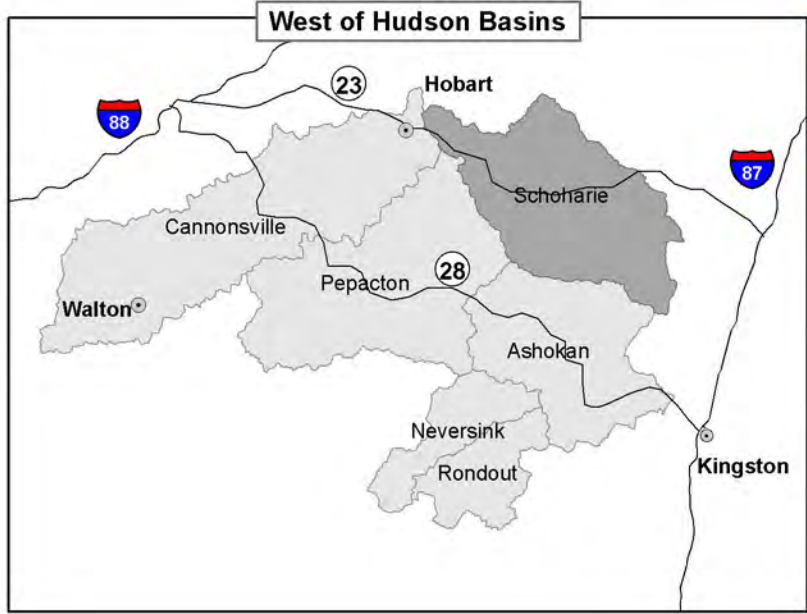 West of Hudson Basins
23
Hobart
88
87
Schoharie
Cannonsville
28
Pepacton
Walton
Ashokan
Neversink
Kingston
Rondout